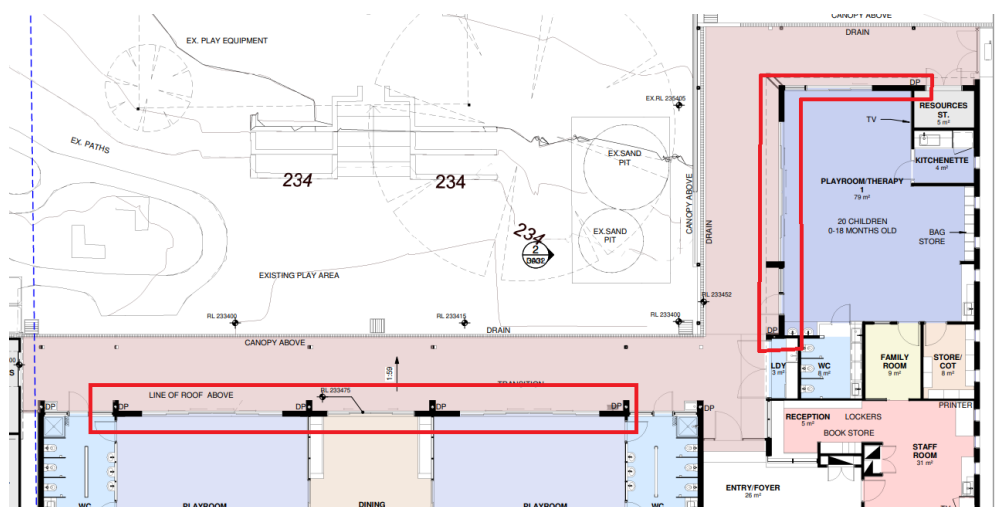 CANOPY ABOVE
DRAIN
EX. PLAY EQUIPMENT
DP
EX.RL 235405
RESOURCES
ST.
5 m²
TV
EX. PATHS
EX.SAND
PIT
KITCHENETTE
4 m²
234
234
PLAYROOM/THERAPY
1
79 m²
CANOPY ABOVE
DRAIN
20 CHILDREN
0-18 MONTHS OLD
BAG
STORE
234
2
EX.SAND
PIT
EXISTING PLAY AREA
RL 233452
RL 233400
RL 233415
RL 233400
DRAIN
DP
CANOPY ABOVE
LDY
3 m²
WC
8 m²
FAMILY
ROOM
9 m²
STORE/
COT
8 m²
1:59
TRANSITION
RL 233475
LINE OF ROOF ABOVE
DP
DP
DP
DP
DP
DP
PRINTER
RECEPTION
5 m²
LOCKERS
BOOK STORE
STAFF
ROOM
31 m²
ENTRY/FOYER
26 m²
WC
PLAYROOM
DINING
PLAYROOM
WC